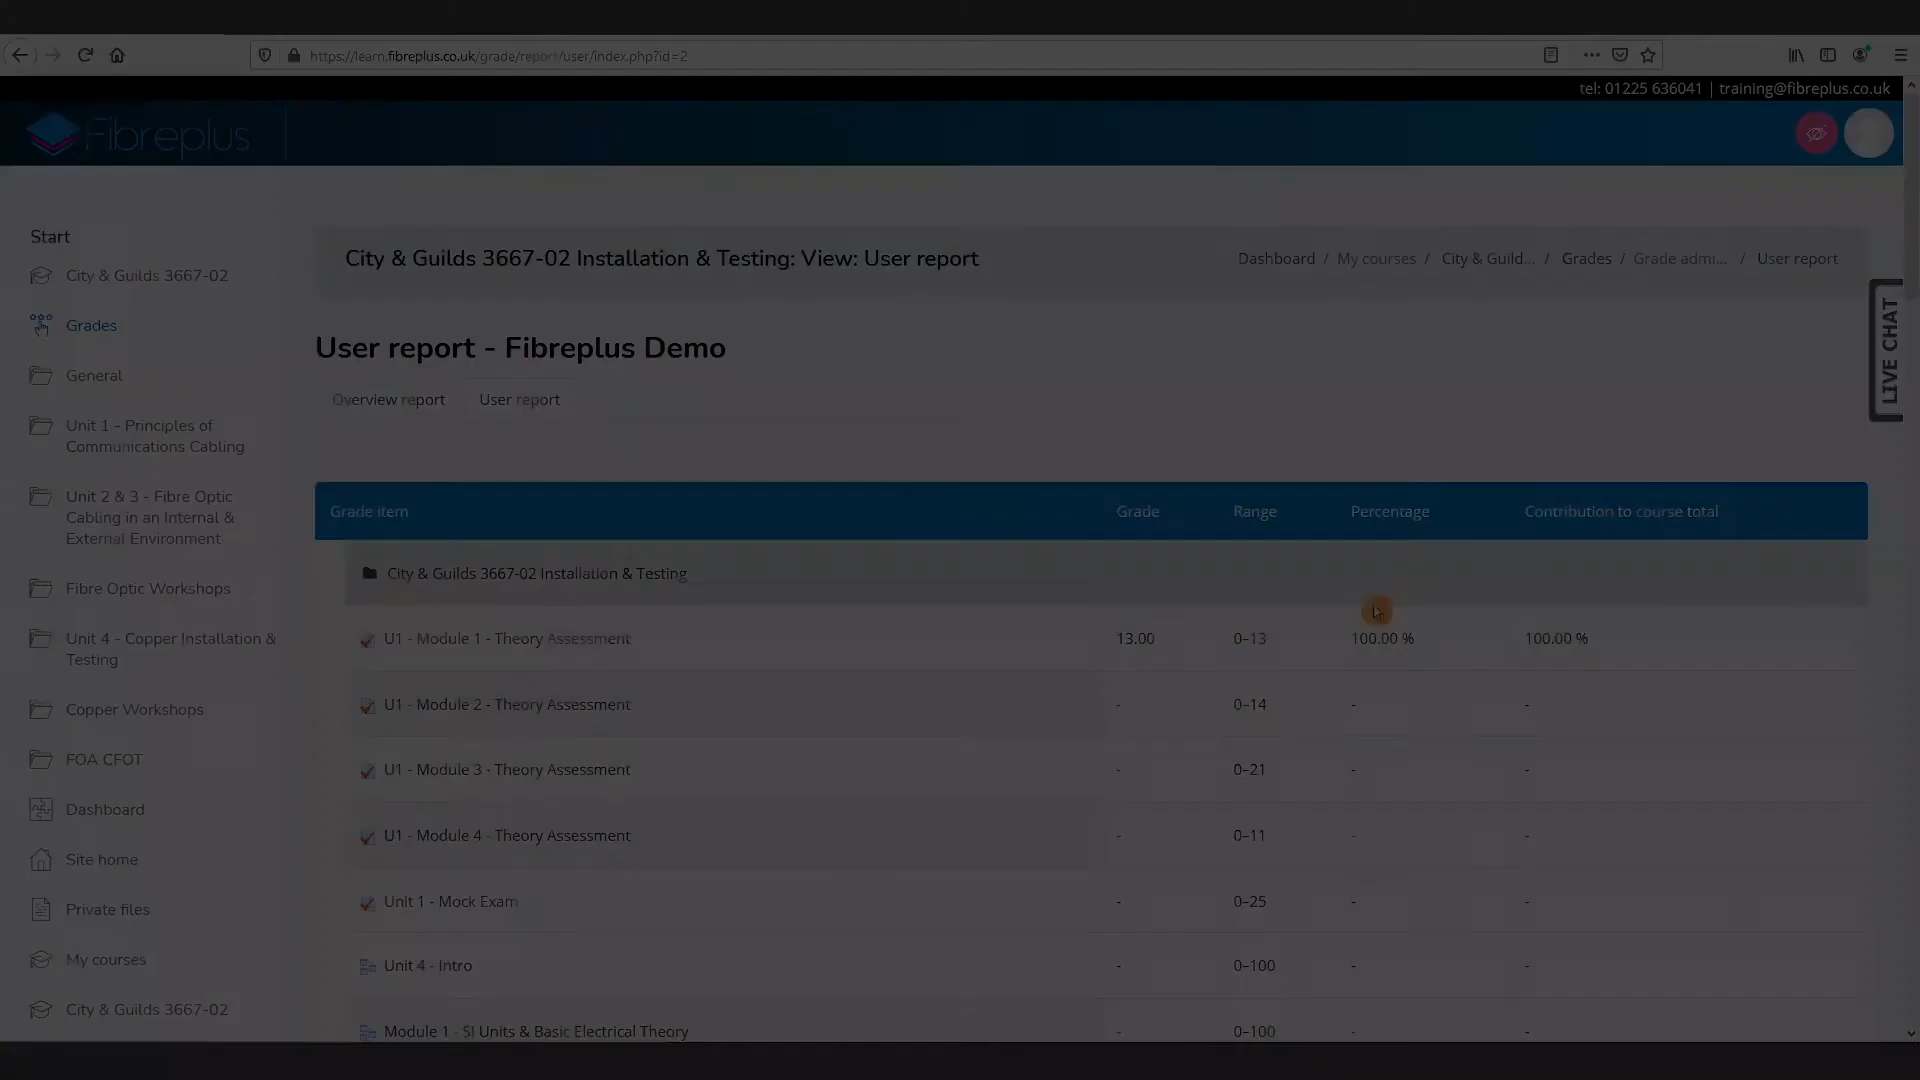 https://learn.fibreplus.co.uk/grade/report/user/index.php?id=2
tel: 01225 636041 | training@fibreplus.co.uk
Fibreplus
Start
City & Guilds 3667-02
Grades
General
Unit 1 - Principles of
Communications Cabling
Unit 2 & 3 - Fibre Optic
Cabling in an Internal &
External Environment
Fibre Optic Workshops
Unit 4 - Copper Installation &
Testing
Copper Workshops
FOA CFOT
Dashboard
Site home
Private files
My courses
City & Guilds 3667-02
City & Guilds 3667-02 Installation & Testing: View: User report
Dashboard / My courses / City & Guild... / Grades / Grade admi... / User report
LIVE CHAT
User report - Fibreplus Demo
Overview report User report
Grade item Grade Range Percentage Contribution to course total
City & Guilds 3667-02 Installation & Testing
U1 - Module 1 - Theory Assessment 13.00 0–13 100.00 % 100.00 %
U1 - Module 2 - Theory Assessment - 0–14 - -
U1 - Module 3 - Theory Assessment - 0–21 - -
U1 - Module 4 - Theory Assessment - 0–11 - -
Unit 1 - Mock Exam - 0–25 - -
Unit 4 - Intro - 0–100 - -
Module 1 - SI Units & Basic Electrical Theory - 0–100 - -